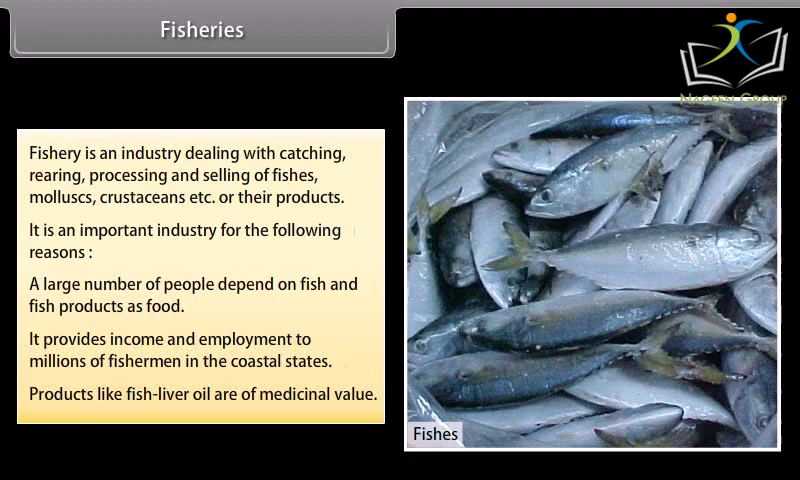 Fisheries
NAGEEN GROUP
Fishery is an industry dealing with catching,
rearing, processing and selling of fishes,
molluscs, crustaceans etc. or their products.
It is an important industry for the following
reasons :
A large number of people depend on fish and
fish products as food.
It provides income and employment to
millions of fishermen in the coastal states.
Products like fish-liver oil are of medicinal value.
Fishes